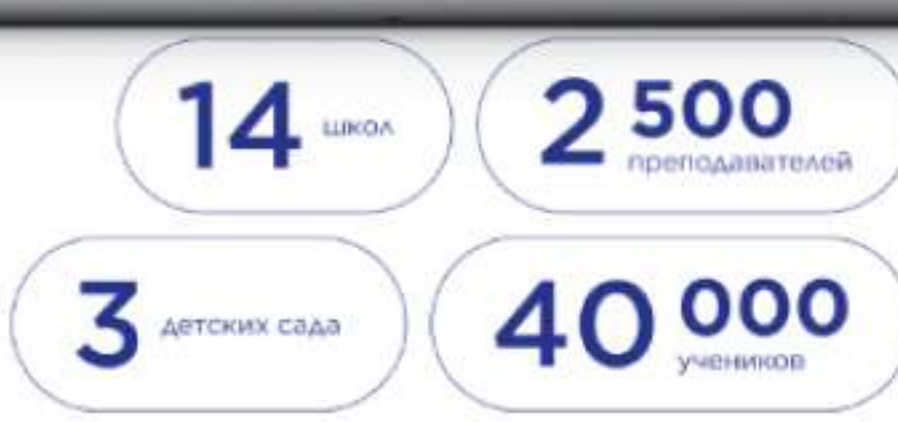 14 школ
2 500
преподавателей
3 детских сада
40 000
учеников